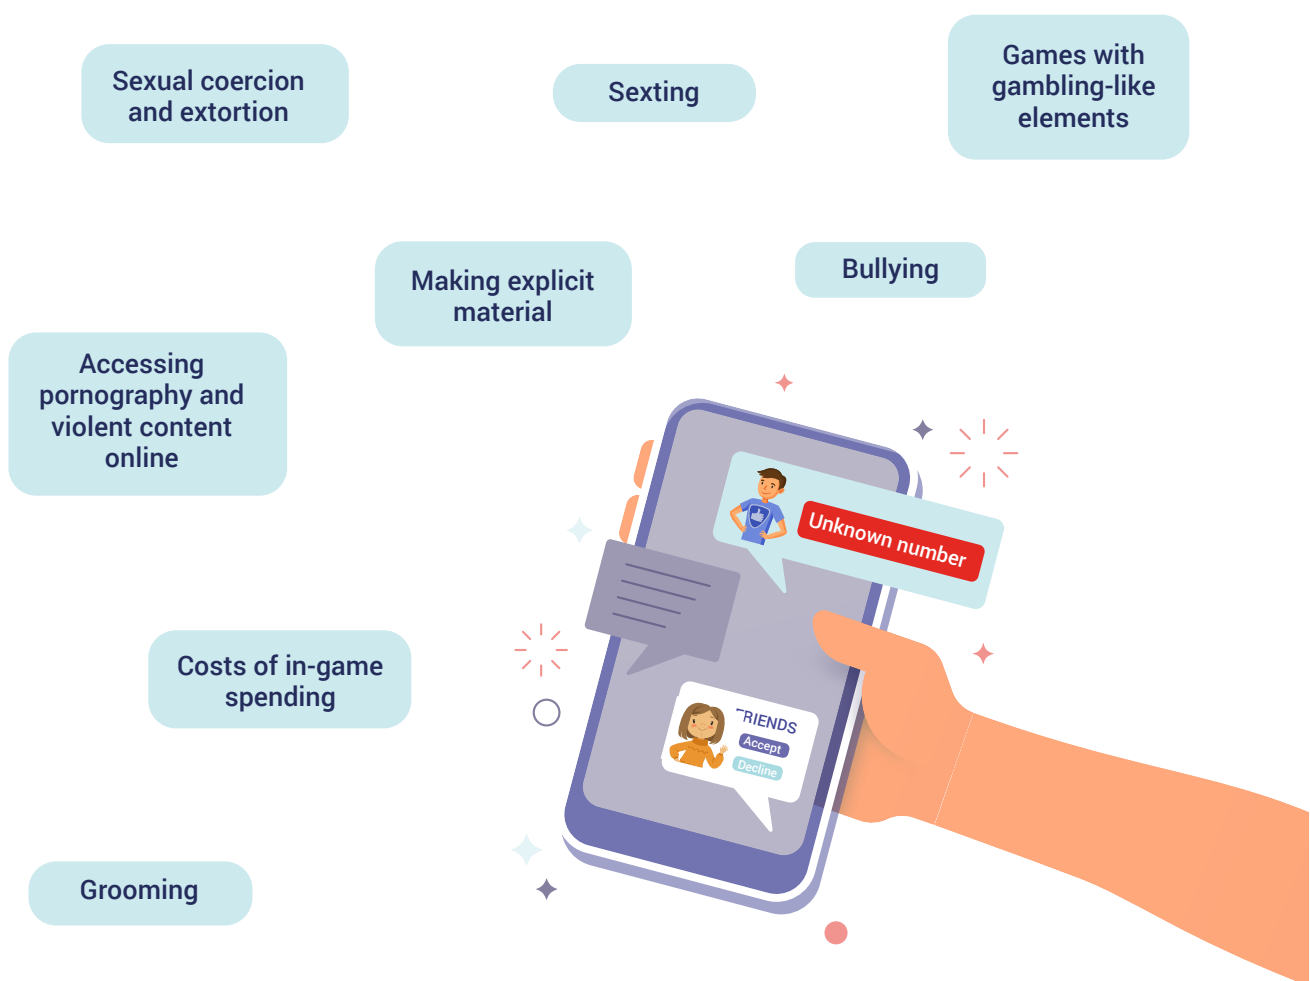 Sexual coercion
and extortion
Sexting
Games with
gambling-like
elements
Making explicit
material
Bullying
Accessing
pornography and
violent content
online
Unknown number
Costs of in-game
spending
FRIENDS
Accept
Decline
Grooming